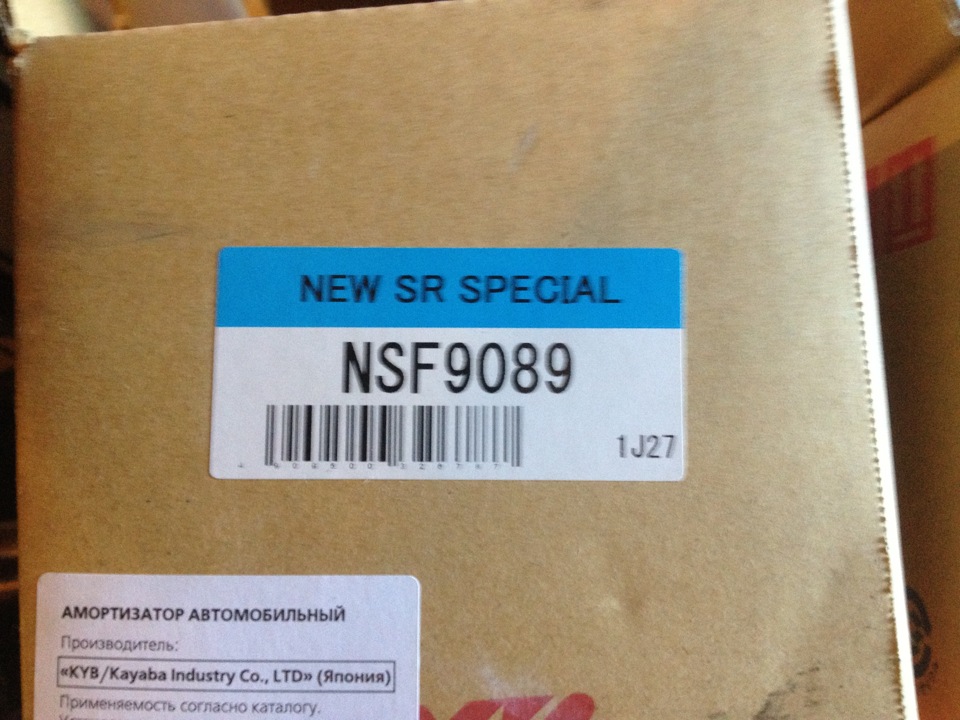 NEW SR SPECIAL
NSF9089
1J27
АМОРТИЗАТОР АВТОМОБИЛЬНЫЙ
Производитель:
«KYB/Kayaba Industry Co., LTD» (Япония)
Применяемость согласно каталогу.